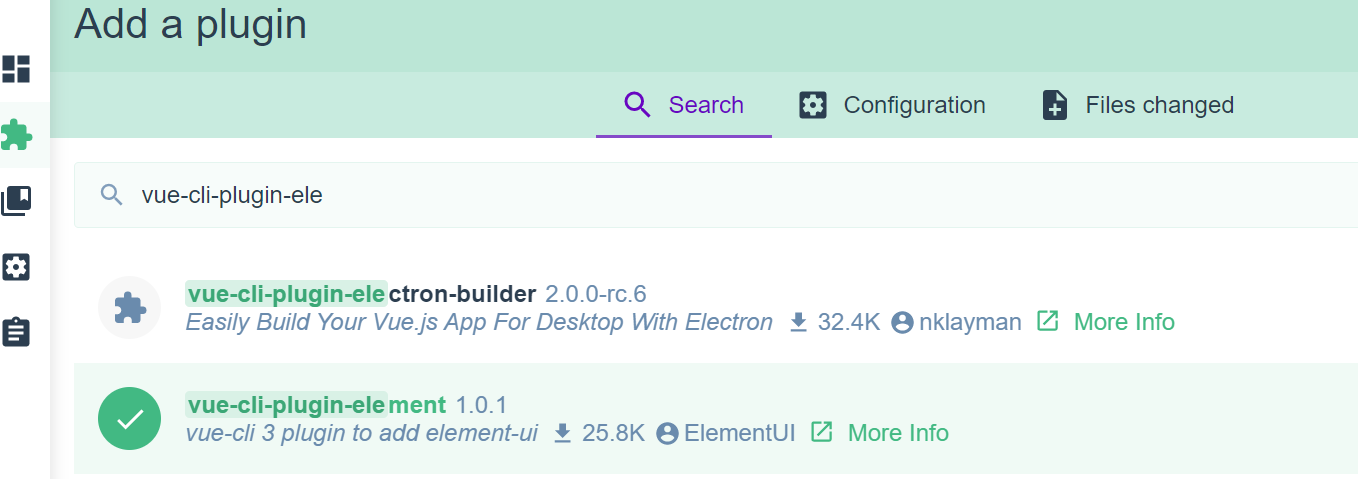 Add a plugin
Search Configuration Files changed
vue-cli-plugin-ele
vue-cli-plugin-electron-builder 2.0.0-rc.6
Easily Build Your Vue.js App For Desktop With Electron 32.4K nklayman More Info
vue-cli-plugin-element 1.0.1
vue-cli 3 plugin to add element-ui 25.8K ElementUI More Info